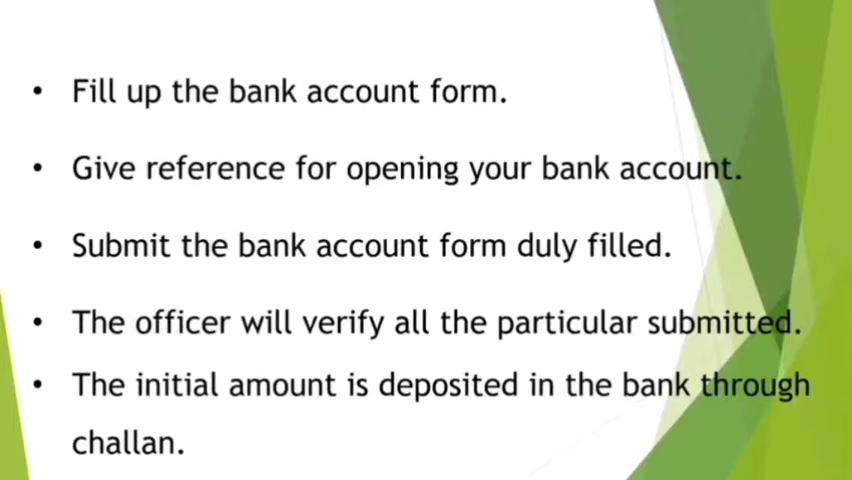 • Fill up the bank account form.
• Give reference for opening your bank account.
• Submit the bank account form duly filled.
• The officer will verify all the particular submitted.
• The initial amount is deposited in the bank through
challan.